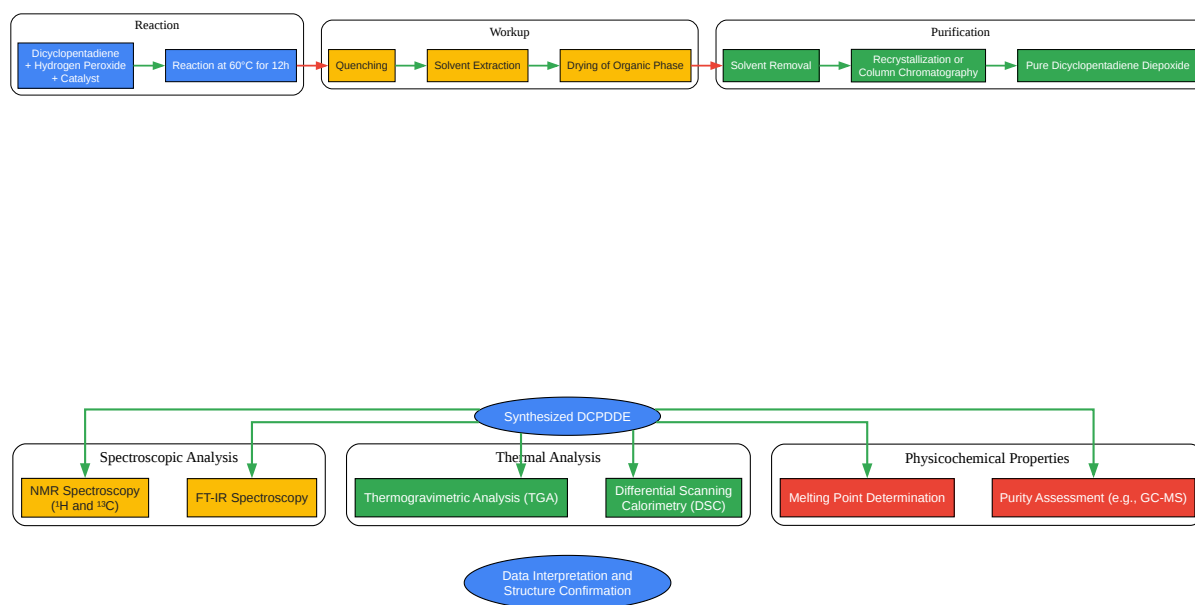 Reaction
Workup
Purification
Dicyclopentadiene
+ Hydrogen Peroxide
+ Catalyst
Reaction at 60°C for 12h
Quenching
Solvent Extraction
Drying of Organic Phase
Solvent Removal
Recrystallization or
Column Chromatography
Pure Dicyclopentadiene Diepoxide
Synthesized DCPDDE
Spectroscopic Analysis
Thermal Analysis
Physicochemical Properties
NMR Spectroscopy
(¹H and ¹³C)
FT-IR Spectroscopy
Thermogravimetric Analysis (TGA)
Differential Scanning
Calorimetry (DSC)
Melting Point Determination
Purity Assessment (e.g., GC-MS)
Data Interpretation and
Structure Confirmation